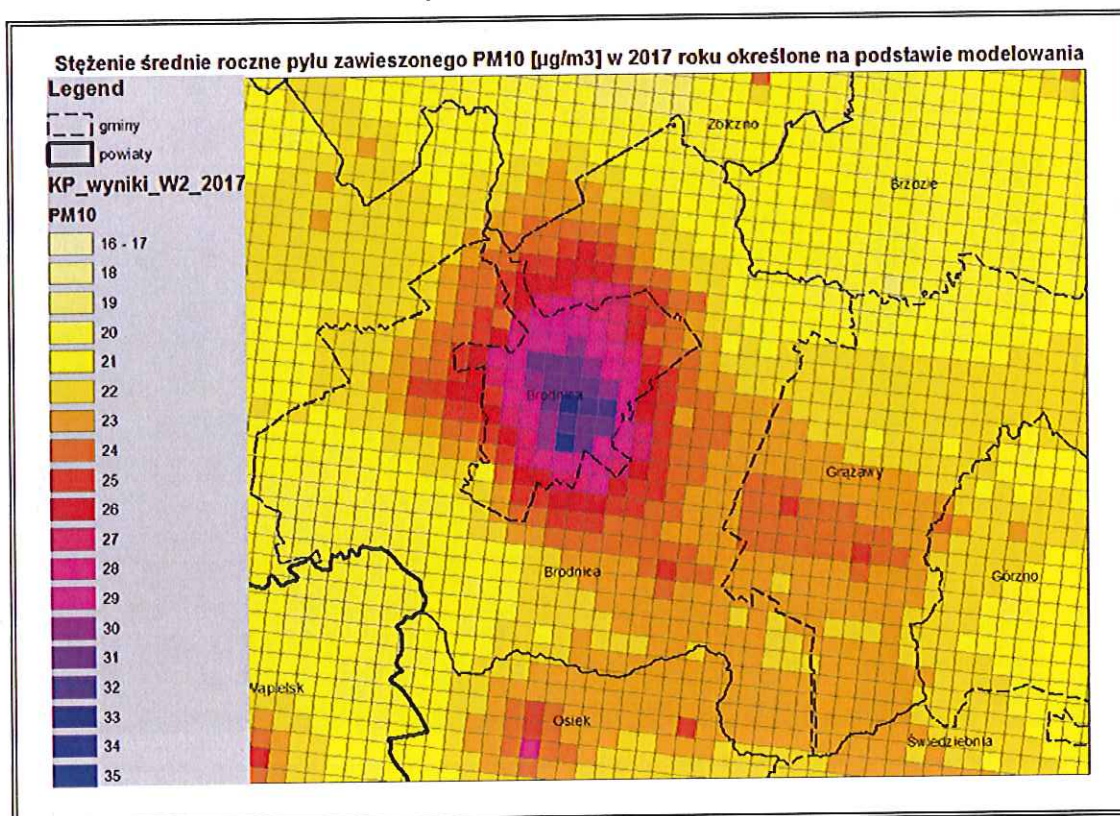 Stężenie średnie roczne pyłu zawieszonego PM10 [µg/m3] w 2017 roku określone na podstawie modelowania
Legend
gminy
powiaty
KP_wyniki_W2_2017
PM10
16 - 17
18
19
20
21
22
23
24
25
26
27
28
29
30
31
32
33
34
35
Zbiczno
Brzozie
Brodnica
Grążawy
Brodnica
Górzno
Wąpielsk
Osiek
Świedziebnia